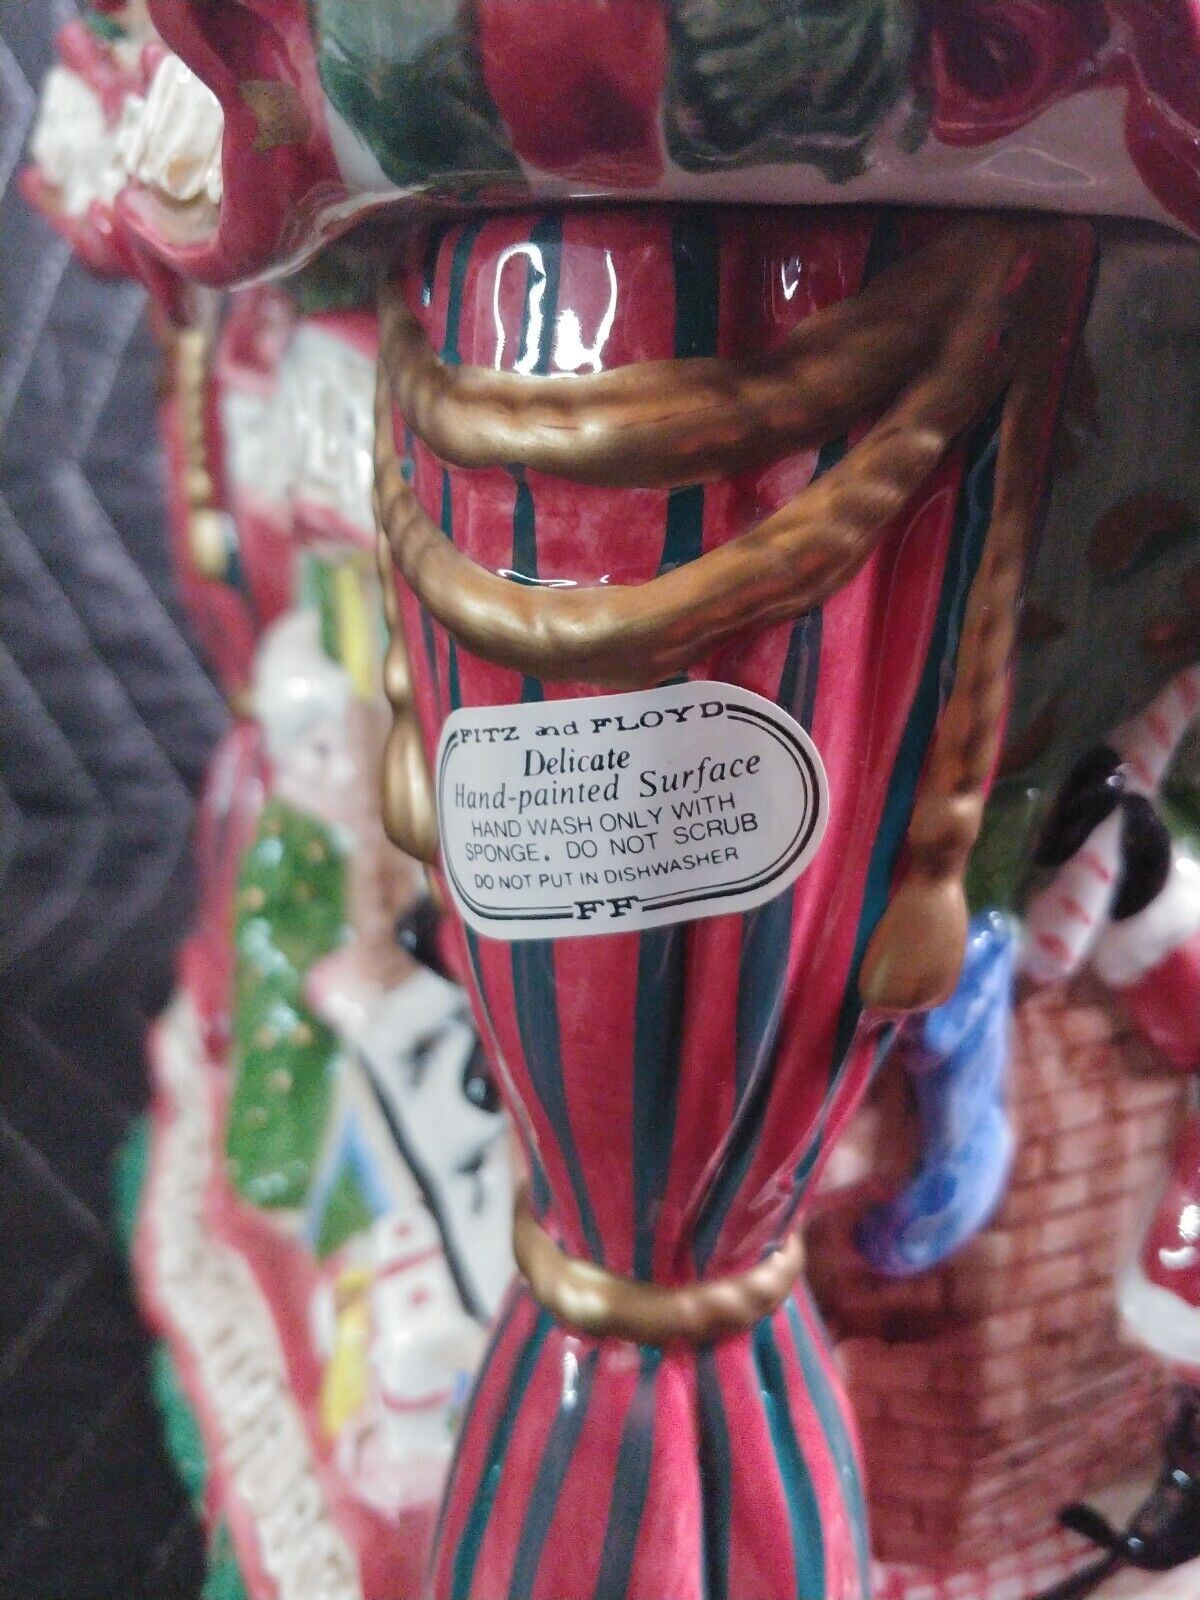 FITZ and FLOYD
Delicate
Hand-painted Surface
HAND WASH ONLY WITH
SPONGE. DO NOT SCRUB
DO NOT PUT IN DISHWASHER
FF